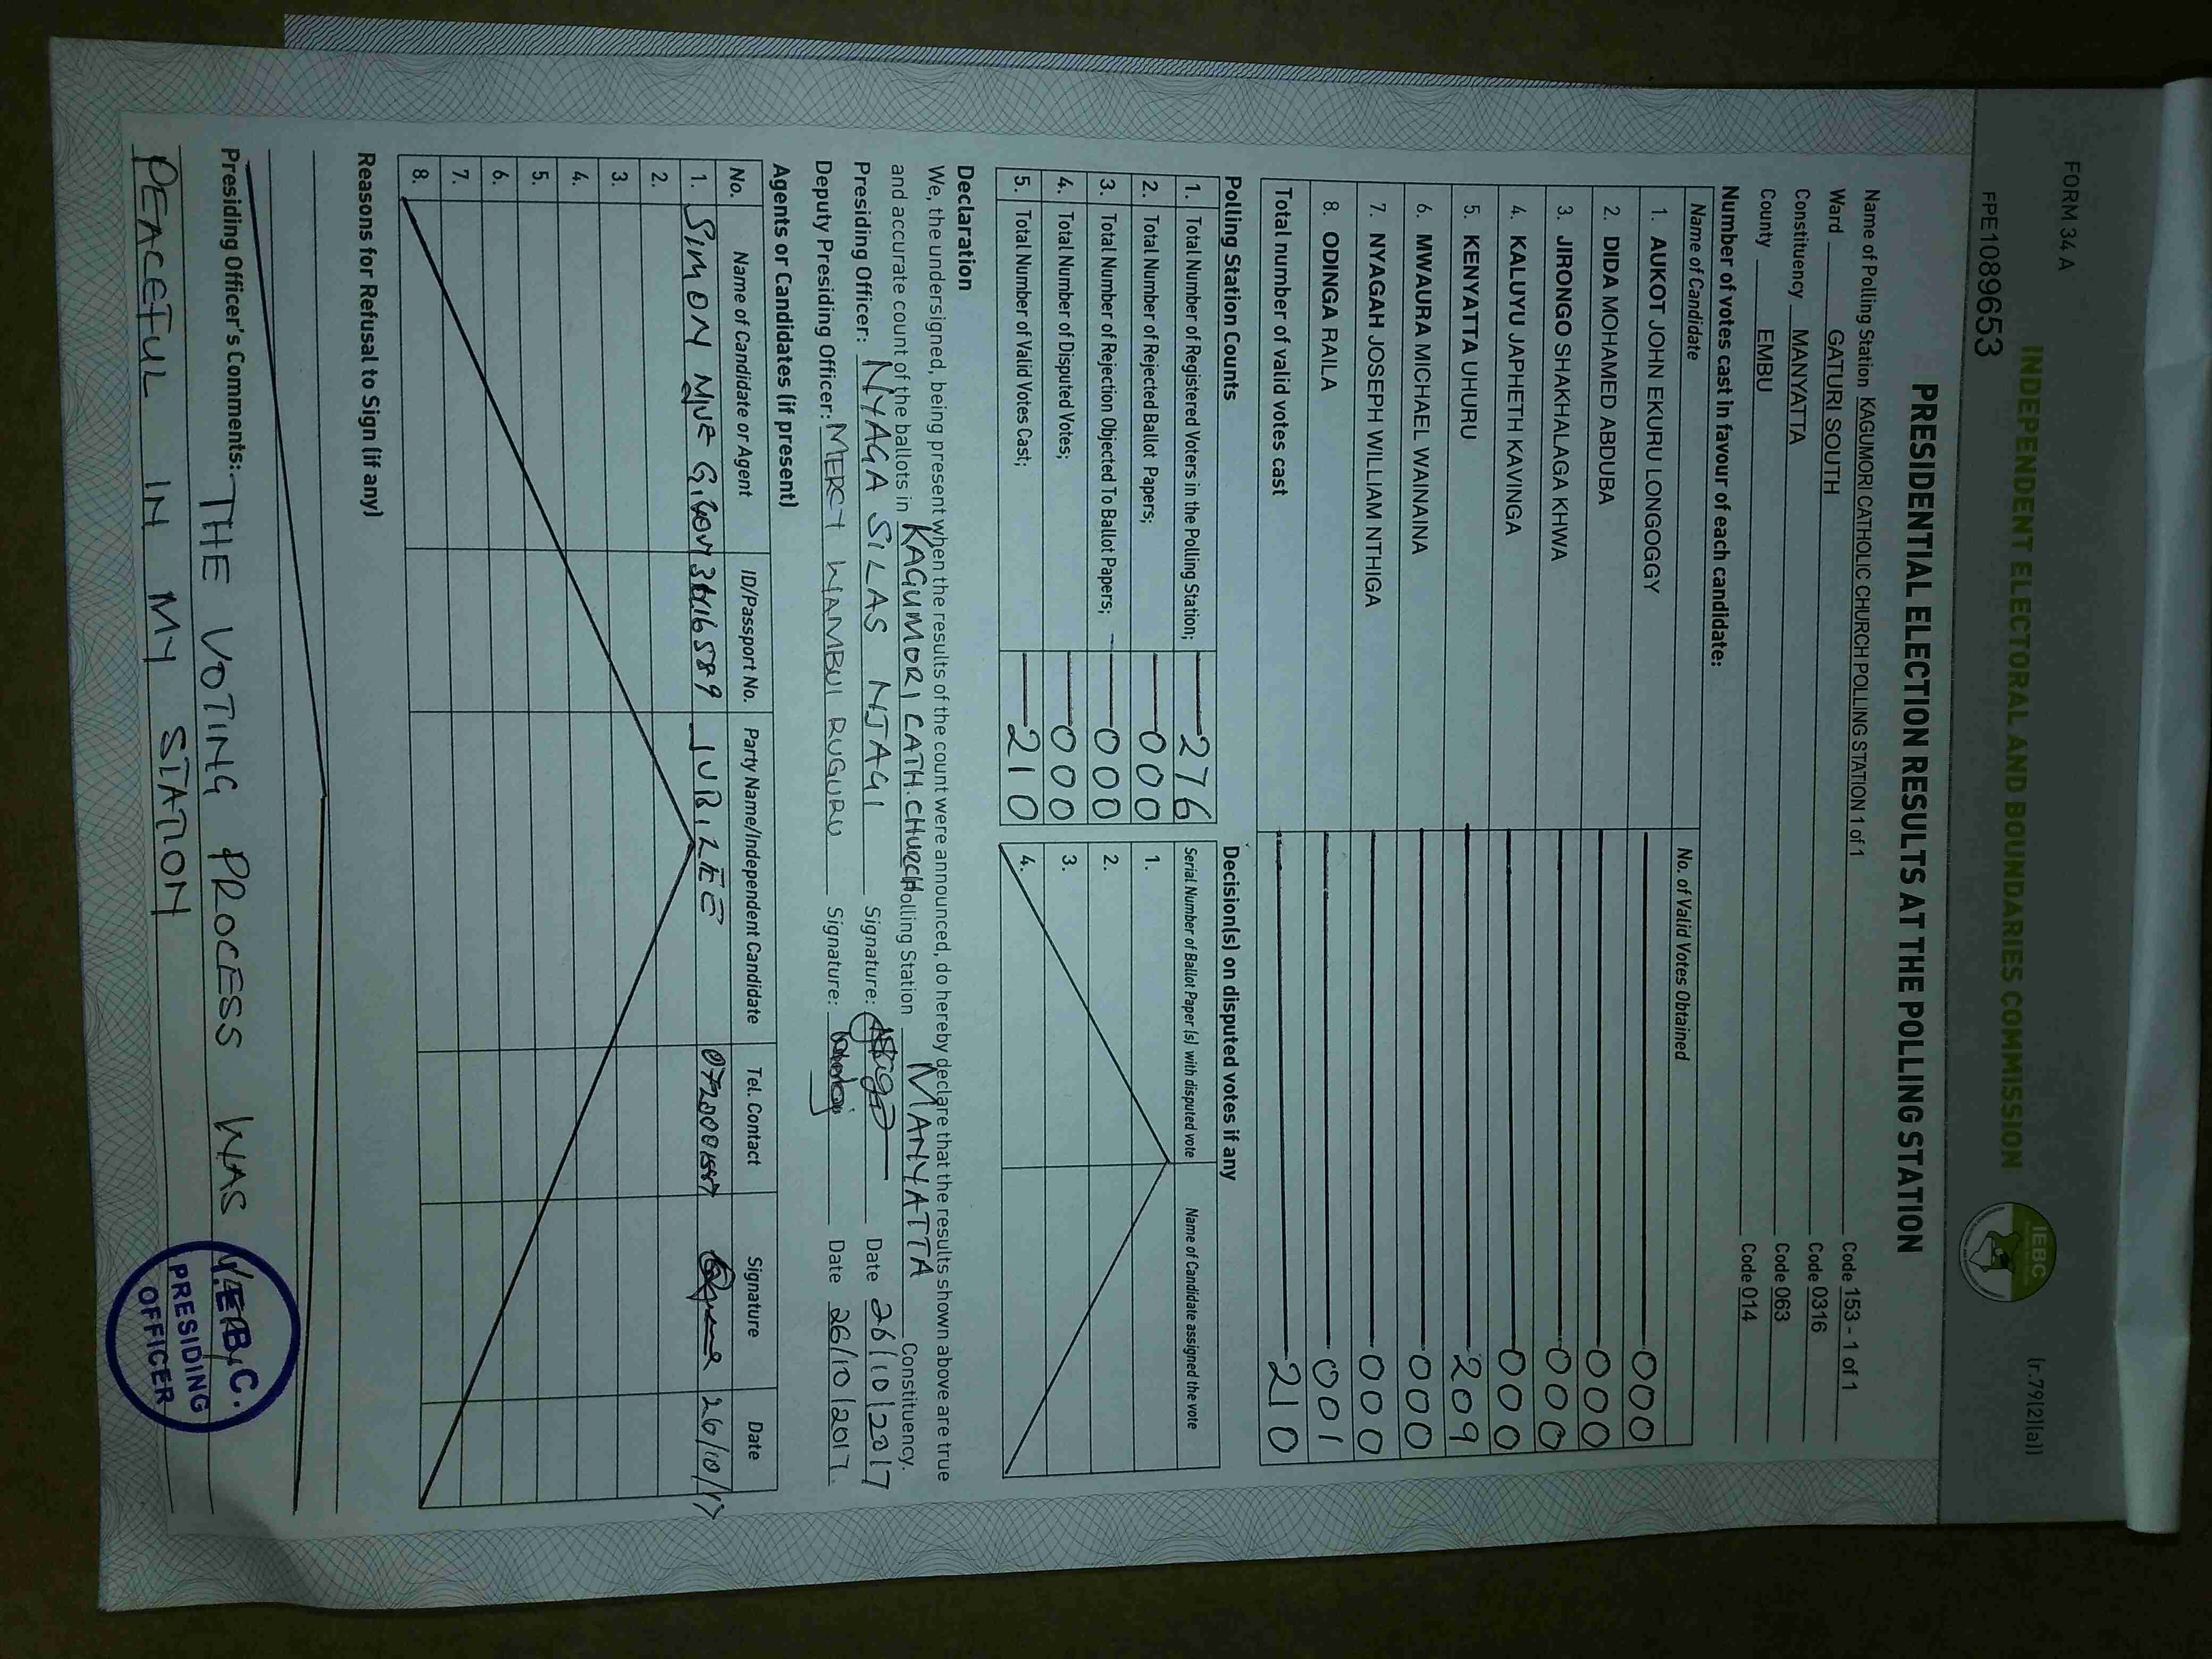 FORM 34 A
(r.79(2)(a))
INDEPENDENT ELECTORAL AND BOUNDARIES COMMISSION
IEBC
FPE1089653
PRESIDENTIAL ELECTION RESULTS AT THE POLLING STATION
Name of Polling Station KAGUMORI CATHOLIC CHURCH POLLING STATION 1 of 1 Code 153 - 1 of 1
Ward GATURI SOUTH Code 0316
Constituency MANYATTA Code 063
County EMBU Code 014
Number of votes cast in favour of each candidate:
Name of Candidate No. of Valid Votes Obtained
1. AUKOT JOHN EKURU LONGOGGY 000
2. DIDA MOHAMED ABDUBA 000
3. JIRONGO SHAKHALAGA KHWA 000
4. KALUYU JAPHETH KAVINGA 000
5. KENYATTA UHURU 209
6. MWAURA MICHAEL WAINAINA 000
7. NYAGAH JOSEPH WILLIAM NTHIGA 000
8. ODINGA RAILA 001
Total number of valid votes cast 210
Polling Station Counts
1. Total Number of Registered Voters in the Polling Station; 276
2. Total Number of Rejected Ballot Papers; 000
3. Total Number of Rejection Objected To Ballot Papers; 000
4. Total Number of Disputed Votes; 000
5. Total Number of Valid Votes Cast; 210
Decision(s) on disputed votes if any
Serial Number of Ballot Paper (s) with disputed vote Name of Candidate assigned the vote
1.
2.
3.
4.
Declaration
We, the undersigned, being present when the results of the count were announced, do hereby declare that the results shown above are true
and accurate count of the ballots in KAGUMORI CATH. CHURCH olling Station MANYATTA Constituency.
Presiding Officer: NYAGA SILAS NJAGI Signature: Date 26/10/2017
Deputy Presiding Officer: MERCY WAMBUI RUGURU Signature: Date 26/10/2017.
Agents or Candidates (if present)
No. Name of Candidate or Agent ID/Passport No. Party Name/Independent Candidate Tel. Contact Signature Date
1. SIMON JUBILEE 26/10/17
2.
3.
4.
5.
6.
7.
8.
Reasons for Refusal to Sign (if any)
Presiding Officer's Comments: THE VOTING PROCESS WAS
PEACEFUL IN MY STATION
I.E.B.C.
PRESIDING
OFFICER